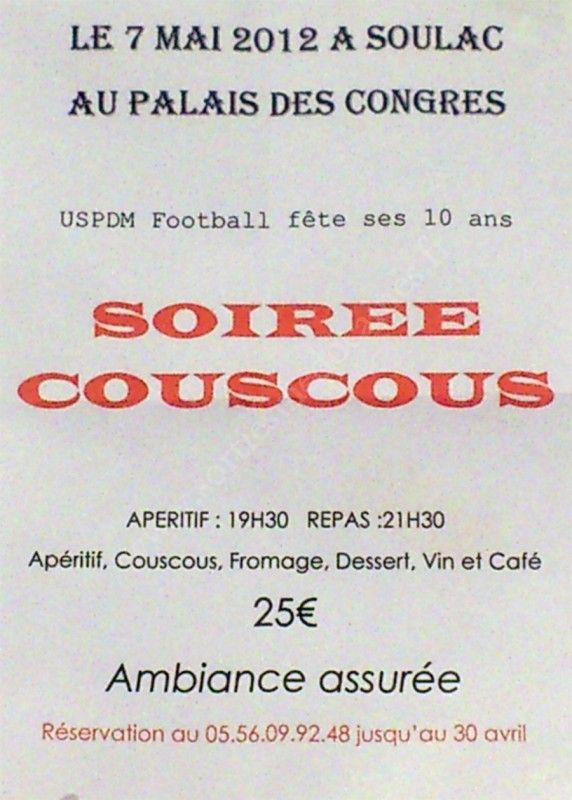 LE 7 MAI 2012 A SOULAC
AU PALAIS DES CONGRES
USPDM Football fête ses 10 ans
SOIREE
COUSCOUS
APERITIF : 19H30 REPAS :21H30
Apéritif, Couscous, Fromage, Dessert, Vin et Café
25€
Ambiance assurée
Réservation au 05.56.09.92.48 jusqu'au 30 avril